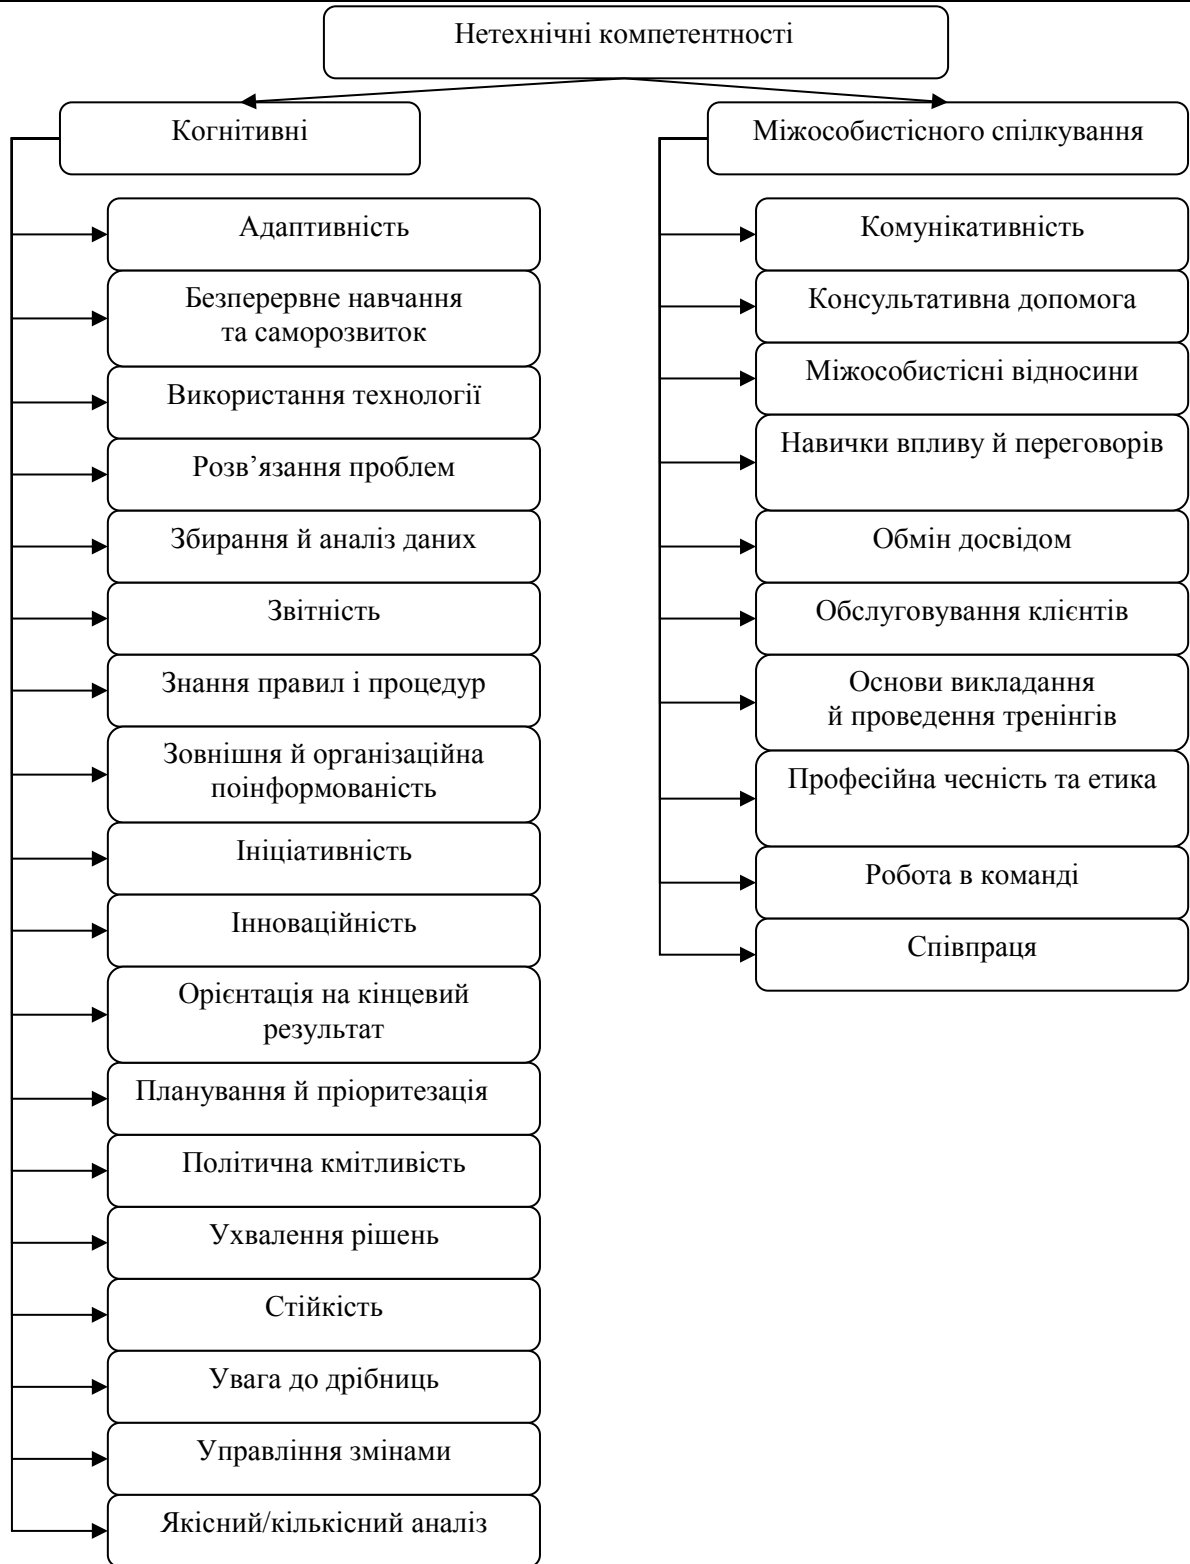 Нетехнічні компетентності
Когнітивні
Адаптивність
Безперервне навчання
та саморозвиток
Використання технології
Розв’язання проблем
Збирання й аналіз даних
Звітність
Знання правил і процедур
Зовнішня й організаційна
поінформованість
Ініціативність
Інноваційність
Орієнтація на кінцевий
результат
Планування й пріоритезація
Політична кмітливість
Ухвалення рішень
Стійкість
Увага до дрібниць
Управління змінами
Якісний/кількісний аналіз
Міжособистісного спілкування
Комунікативність
Консультативна допомога
Міжособистісні відносини
Навички впливу й переговорів
Обмін досвідом
Обслуговування клієнтів
Основи викладання
й проведення тренінгів
Професійна чесність та етика
Робота в команді
Співпраця